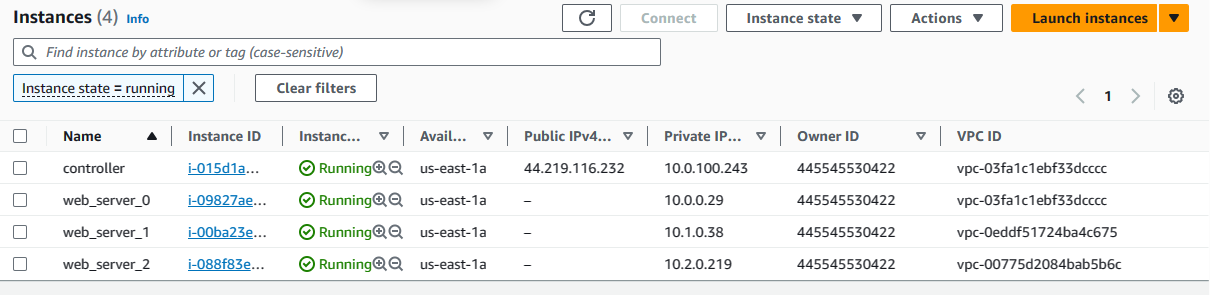 Instances (4) Info Connect Instance state Actions Launch instances
Find instance by attribute or tag (case-sensitive)
Instance state = running Clear filters
1
Name Instance ID Instanc... Avail... Public IPv4... Private IP... Owner ID VPC ID
controller i-015d1a... Running us-east-1a 44.219.116.232 10.0.100.243 445545530422 vpc-03fa1c1ebf33dcccc
web_server_0 i-09827ae... Running us-east-1a – 10.0.0.29 445545530422 vpc-03fa1c1ebf33dcccc
web_server_1 i-00ba23e... Running us-east-1a – 10.1.0.38 445545530422 vpc-0eddf51724ba4c675
web_server_2 i-088f83e... Running us-east-1a – 10.2.0.219 445545530422 vpc-00775d2084bab5b6c